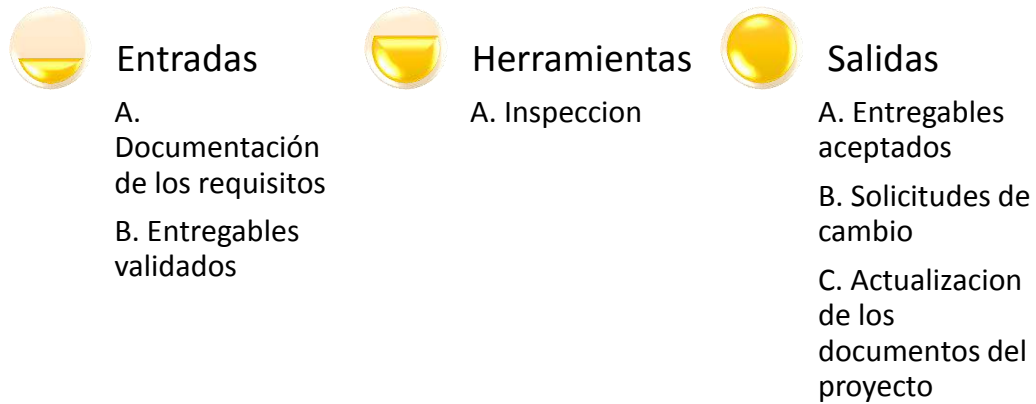 Entradas
A.
Documentación
de los requisitos
B. Entregables
validados
Herramientas
A. Inspeccion
Salidas
A. Entregables
aceptados
B. Solicitudes de
cambio
C. Actualizacion
de los
documentos del
proyecto